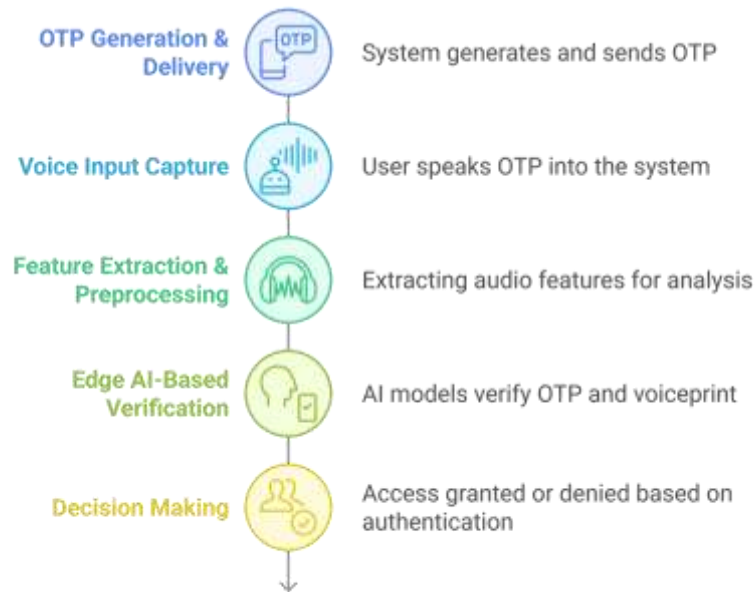 OTP Generation &
Delivery
OTP
System generates and sends OTP
Voice Input Capture
User speaks OTP into the system
Feature Extraction &
Preprocessing
Extracting audio features for analysis
Edge AI-Based
Verification
AI models verify OTP and voiceprint
Decision Making
Access granted or denied based on
authentication